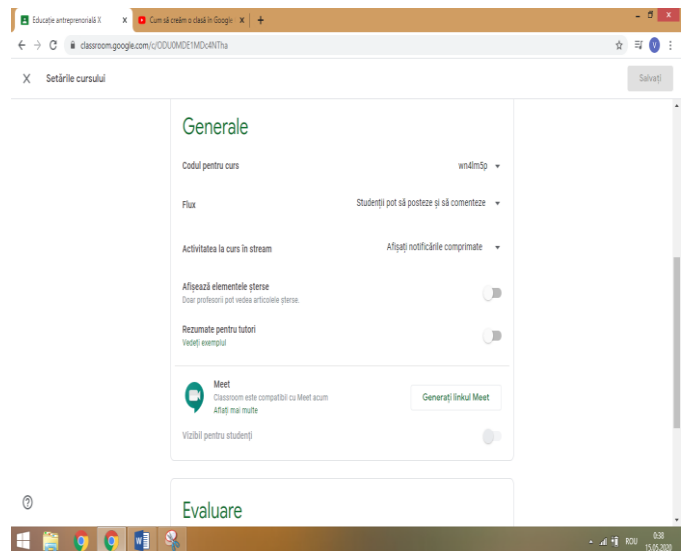 Educație antreprenorială X
Cum să creăm o clasă în Google
classroom.google.com/c/ODU0MDE1MDc4NTha
V
Setările cursului
Salvați
Generale
Codul pentru curs
wn4lm5p
Flux
Studenții pot să posteze și să comenteze
Activitatea la curs în stream
Afișați notificările comprimate
Afișează elementele șterse
Doar profesorii pot vedea articolele șterse.
Rezumate pentru tutori
Vedeți exemplul
Meet
Classroom este compatibil cu Meet acum
Aflați mai multe
Generați linkul Meet
Vizibil pentru studenți
Evaluare
ROU
0:38
15.05.2020